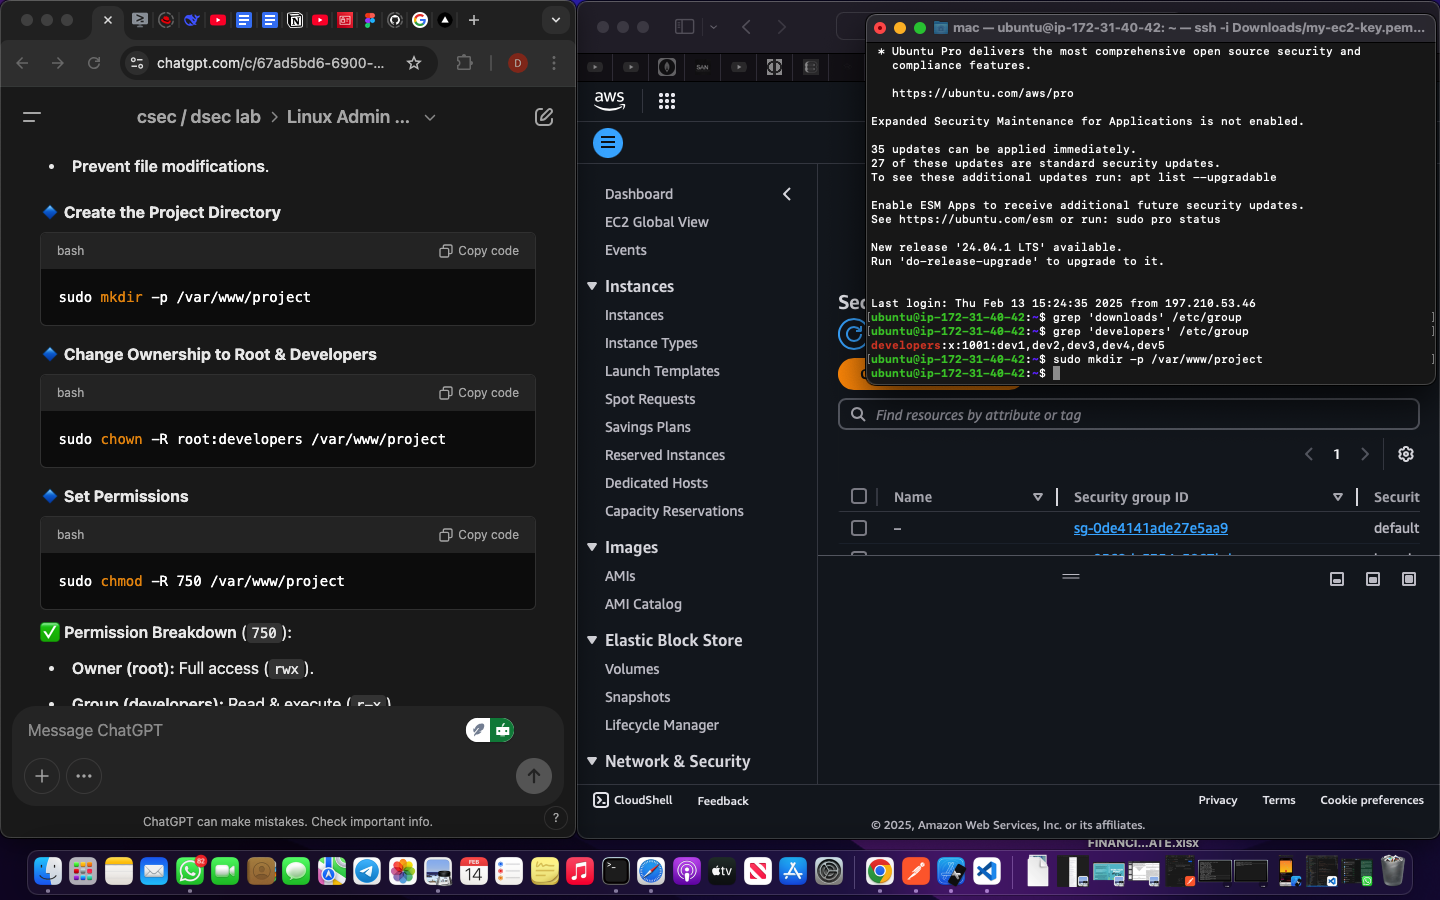 chatgpt.com/c/67ad5bd6-6900-...
D
csec / dsec lab > Linux Admin ...
• Prevent file modifications.
Create the Project Directory
bash
Copy code
sudo mkdir -p /var/www/project
Change Ownership to Root & Developers
bash
Copy code
sudo chown -R root:developers /var/www/project
Set Permissions
bash
Copy code
sudo chmod -R 750 /var/www/project
Permission Breakdown (750):
• Owner (root): Full access (rwx).
• Group (developers): Read & execute (r-x)
Message ChatGPT
ChatGPT can make mistakes. Check important info.
?
SAN
aws
Dashboard
EC2 Global View
Events
Instances
Instances
Instance Types
Launch Templates
Spot Requests
Savings Plans
Reserved Instances
Dedicated Hosts
Capacity Reservations
Images
AMIs
AMI Catalog
Elastic Block Store
Volumes
Snapshots
Lifecycle Manager
Network & Security
Sec
Find resources by attribute or tag
1
Name
Security group ID
Securit
–
sg-0de4141ade27e5aa9
default
CloudShell
Feedback
Privacy
Terms
Cookie preferences
© 2025, Amazon Web Services, Inc. or its affiliates.
mac — ubuntu@ip-172-31-40-42: ~ — ssh -i Downloads/my-ec2-key.pem...
* Ubuntu Pro delivers the most comprehensive open source security and
compliance features.
https://ubuntu.com/aws/pro
Expanded Security Maintenance for Applications is not enabled.
35 updates can be applied immediately.
27 of these updates are standard security updates.
To see these additional updates run: apt list --upgradable
Enable ESM Apps to receive additional future security updates.
See https://ubuntu.com/esm or run: sudo pro status
New release '24.04.1 LTS' available.
Run 'do-release-upgrade' to upgrade to it.
Last login: Thu Feb 13 15:24:35 2025 from 197.210.53.46
[ubuntu@ip-172-31-40-42:~$ grep 'downloads' /etc/group ]
[ubuntu@ip-172-31-40-42:~$ grep 'developers' /etc/group ]
developers:x:1001:dev1,dev2,dev3,dev4,dev5
[ubuntu@ip-172-31-40-42:~$ sudo mkdir -p /var/www/project ]
ubuntu@ip-172-31-40-42:~$
FINANCI...ATE.xlsx
82
FEB
14
tv